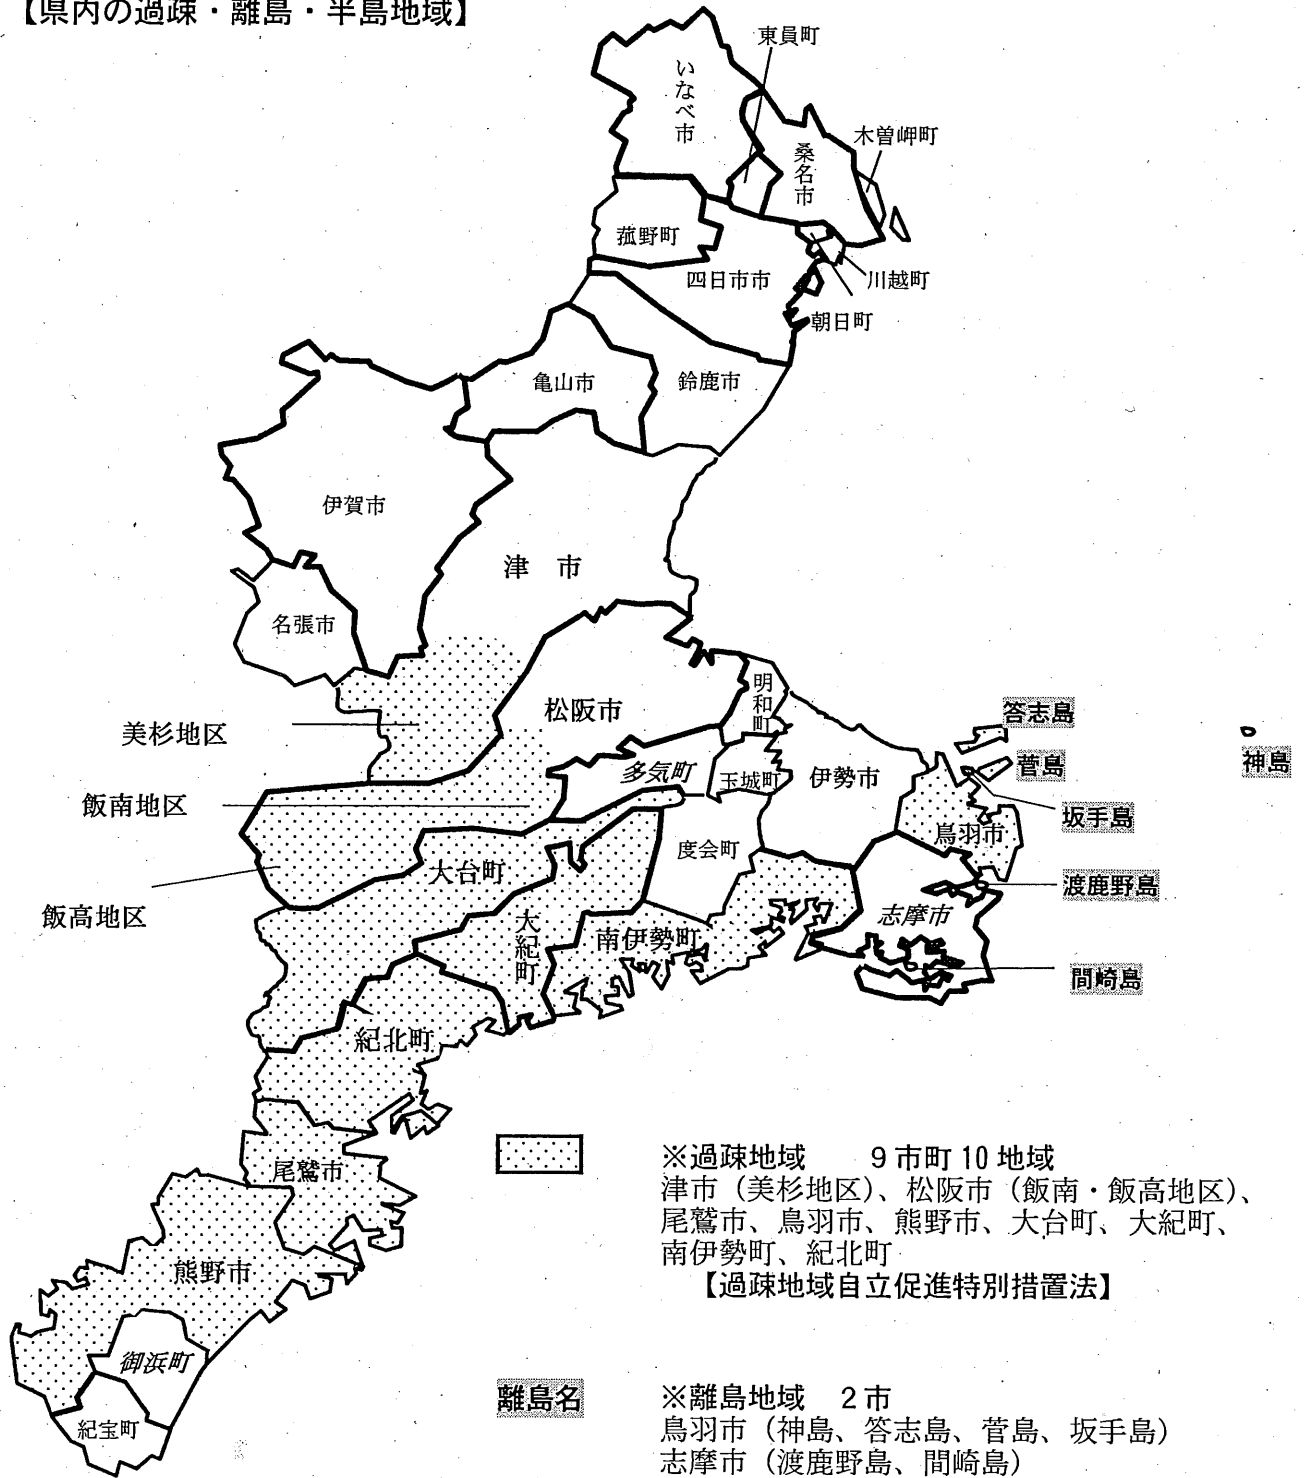 【県内の過疎・離島・半島地域】
東員町
いなべ市
木曽岬町
桑名市
菰野町
四日市市
川越町
朝日町
亀山市
鈴鹿市
伊賀市
津　市
名張市
明和町
松阪市
答志島
美杉地区
多気町
玉城町
伊勢市
菅島
神島
飯南地区
坂手島
鳥羽市
度会町
大台町
渡鹿野島
飯高地区
志摩市
大紀町
南伊勢町
間崎島
紀北町
尾鷲市
熊野市
御浜町
紀宝町
※過疎地域　９市町10地域
津市（美杉地区）、松阪市（飯南・飯高地区）、
尾鷲市、鳥羽市、熊野市、大台町、大紀町、
南伊勢町、紀北町
【過疎地域自立促進特別措置法】
離島名
※離島地域　２市
鳥羽市（神島、答志島、菅島、坂手島）
志摩市（渡鹿野島、間崎島）